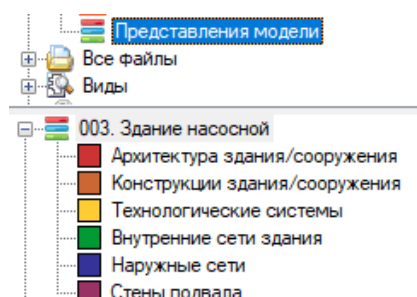 Представления модели
Все файлы
Виды
003. Здание насосной
Архитектура здания/сооружения
Конструкции здания/сооружения
Технологические системы
Внутренние сети здания
Наружные сети
Стены подвала